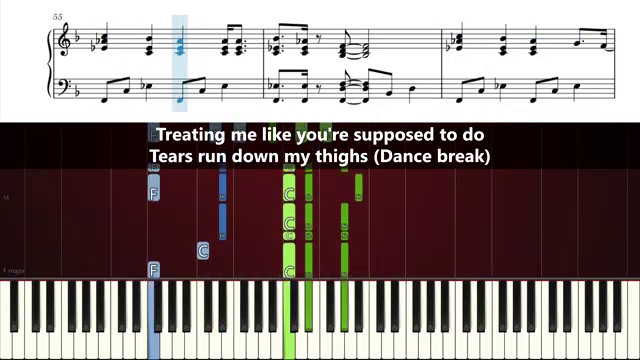 55
Treating me like you're supposed to do
Tears run down my thighs (Dance break)
F
C
C
C
F
C
F major